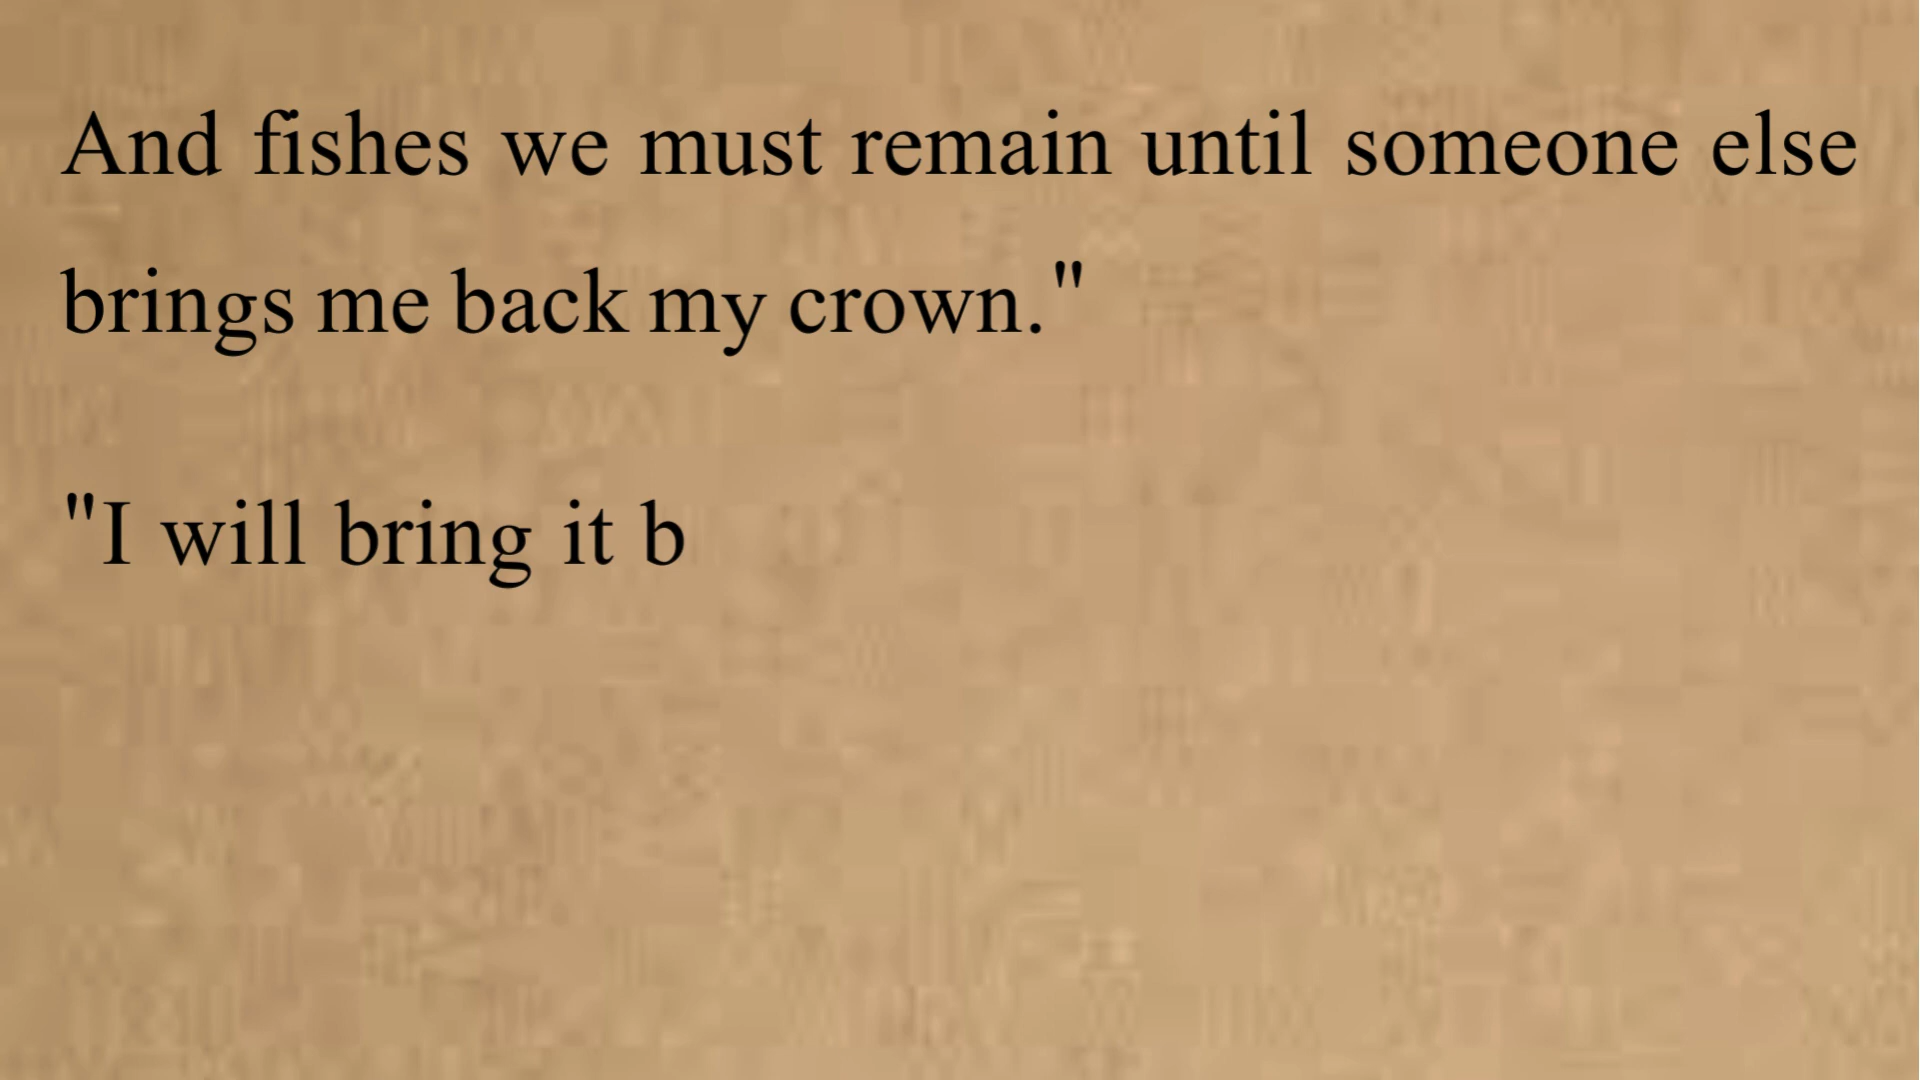 And fishes we must remain until someone else
brings me back my crown."
"I will bring it b